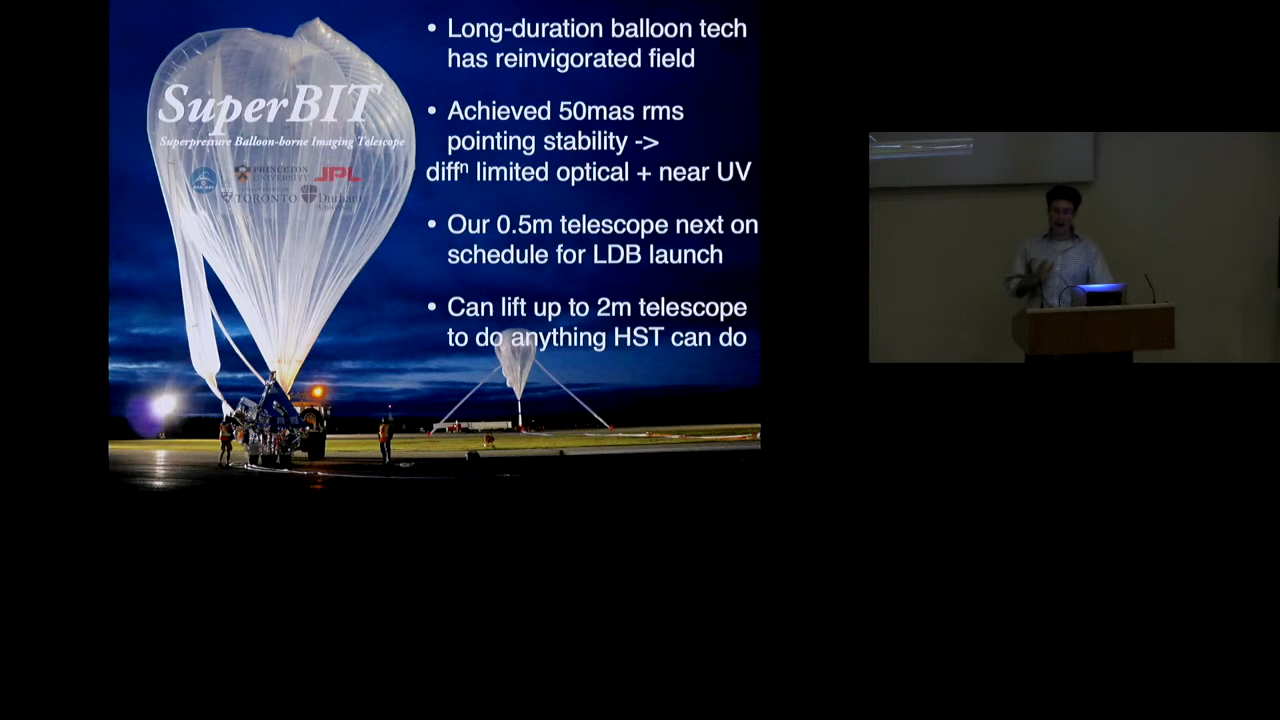 • Long-duration balloon tech
has reinvigorated field
SuperBIT
Superpressure Balloon-borne Imaging Telescope
• Achieved 50mas rms
pointing stability ->
diffⁿ limited optical + near UV
PRINCETON
UNIVERSITY
JPL
TORONTO
Durham
University
• Our 0.5m telescope next on
schedule for LDB launch
• Can lift up to 2m telescope
to do anything HST can do